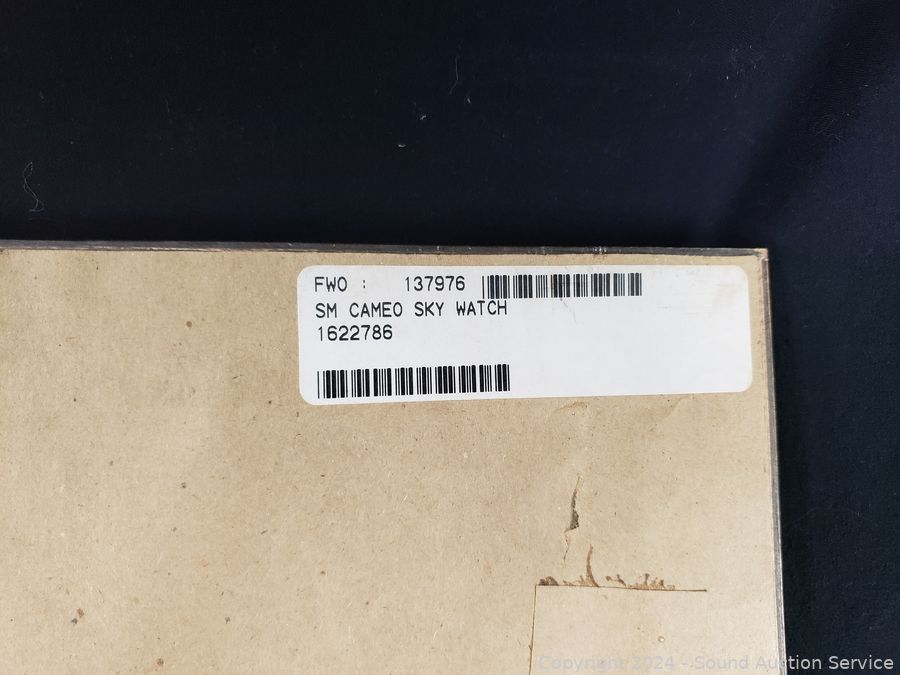 FWO : 137976
SM CAMEO SKY WATCH
1622786
Copyright 2024 - Sound Auction Service